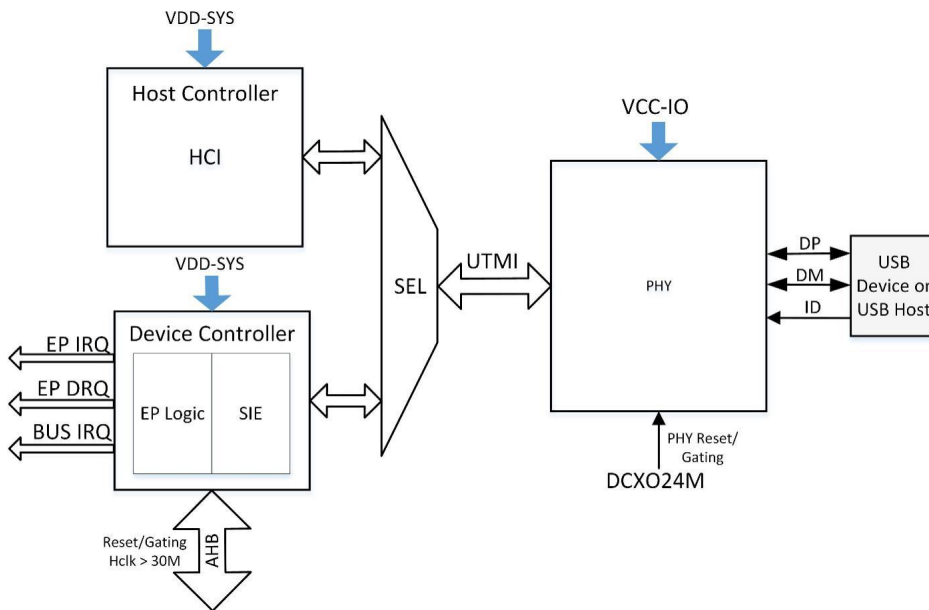 VDD-SYS
Host Controller
HCI
VDD-SYS
Device Controller
EP Logic
SIE
EP IRQ
EP DRQ
BUS IRQ
Reset/Gating
Hclk > 30M
AHB
SEL
UTMI
VCC-IO
PHY
PHY Reset/
Gating
DCXO24M
DP
DM
ID
USB
Device or
USB Host